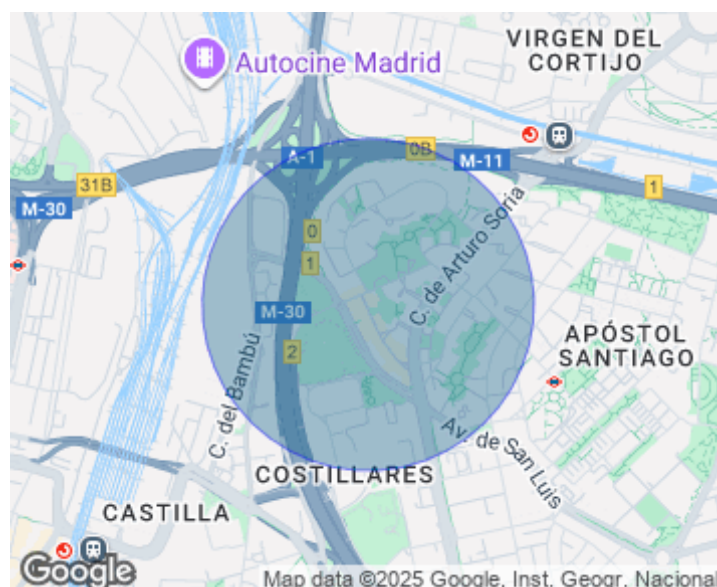 VIRGEN DEL
CORTIJO
Autocine Madrid
A-1
0B
M-11
31B
1
M-30
0
1
C. de Arturo Soria
M-30
2
APÓSTOL
SANTIAGO
C. del Bambú
Av. de San Luis
COSTILLARES
CASTILLA
Google
Map data ©2025 Google, Inst. Geogr. Nacional